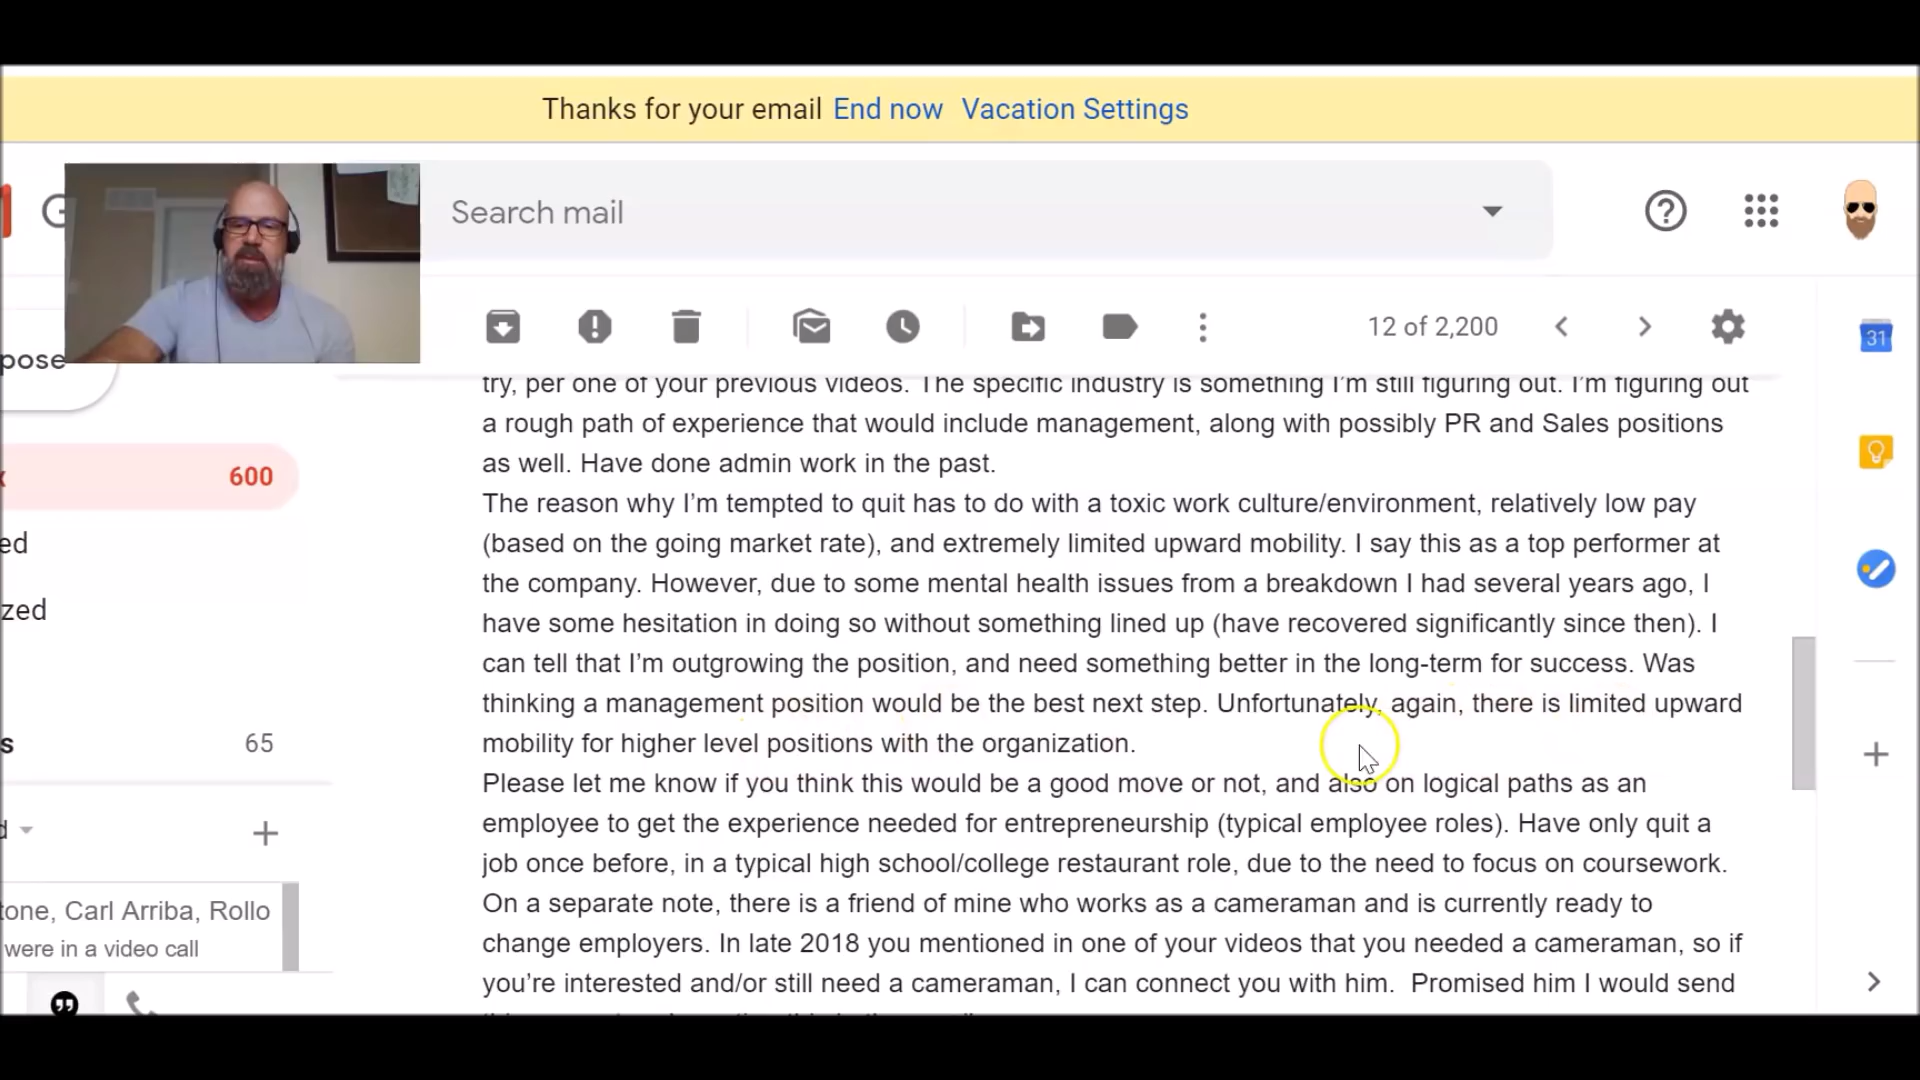 Thanks for your email End now Vacation Settings
G
Search mail
pose
12 of 2,200
31
x 600
ed
zed
s 65
d
tone, Carl Arriba, Rollo
were in a video call
try, per one of your previous videos. The specific industry is something I'm still figuring out. I'm figuring out
a rough path of experience that would include management, along with possibly PR and Sales positions
as well. Have done admin work in the past.
The reason why I'm tempted to quit has to do with a toxic work culture/environment, relatively low pay
(based on the going market rate), and extremely limited upward mobility. I say this as a top performer at
the company. However, due to some mental health issues from a breakdown I had several years ago, I
have some hesitation in doing so without something lined up (have recovered significantly since then). I
can tell that I'm outgrowing the position, and need something better in the long-term for success. Was
thinking a management position would be the best next step. Unfortunately, again, there is limited upward
mobility for higher level positions with the organization.
Please let me know if you think this would be a good move or not, and also on logical paths as an
employee to get the experience needed for entrepreneurship (typical employee roles). Have only quit a
job once before, in a typical high school/college restaurant role, due to the need to focus on coursework.
On a separate note, there is a friend of mine who works as a cameraman and is currently ready to
change employers. In late 2018 you mentioned in one of your videos that you needed a cameraman, so if
you're interested and/or still need a cameraman, I can connect you with him. Promised him I would send